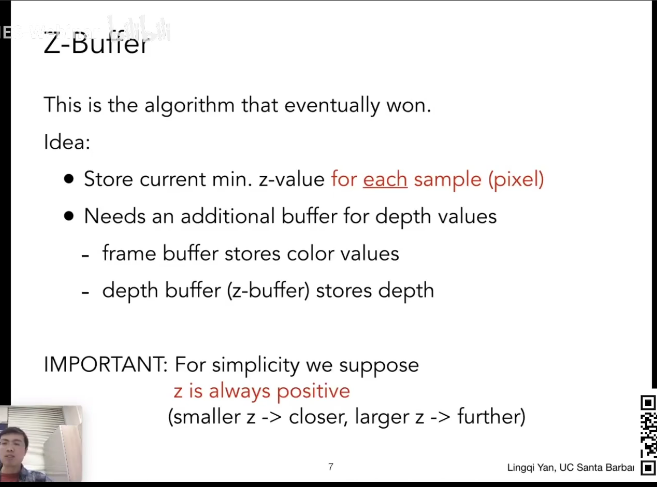 Z-Buffer
This is the algorithm that eventually won.
Idea:
● Store current min. z-value for each sample (pixel)
● Needs an additional buffer for depth values
- frame buffer stores color values
- depth buffer (z-buffer) stores depth
IMPORTANT: For simplicity we suppose
z is always positive
(smaller z -> closer, larger z -> further)
7
Lingqi Yan, UC Santa Barba